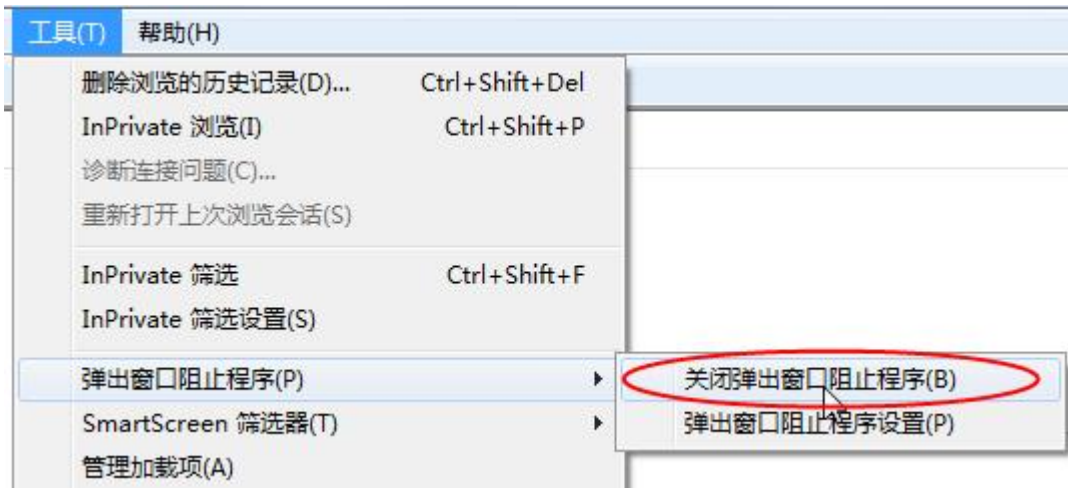 工具(T) 帮助(H)
删除浏览的历史记录(D)... Ctrl+Shift+Del
InPrivate 浏览(I) Ctrl+Shift+P
诊断连接问题(C)...
重新打开上次浏览会话(S)
InPrivate 筛选 Ctrl+Shift+F
InPrivate 筛选设置(S)
弹出窗口阻止程序(P) 关闭弹出窗口阻止程序(B)
SmartScreen 筛选器(T) 弹出窗口阻止程序设置(P)
管理加载项(A)